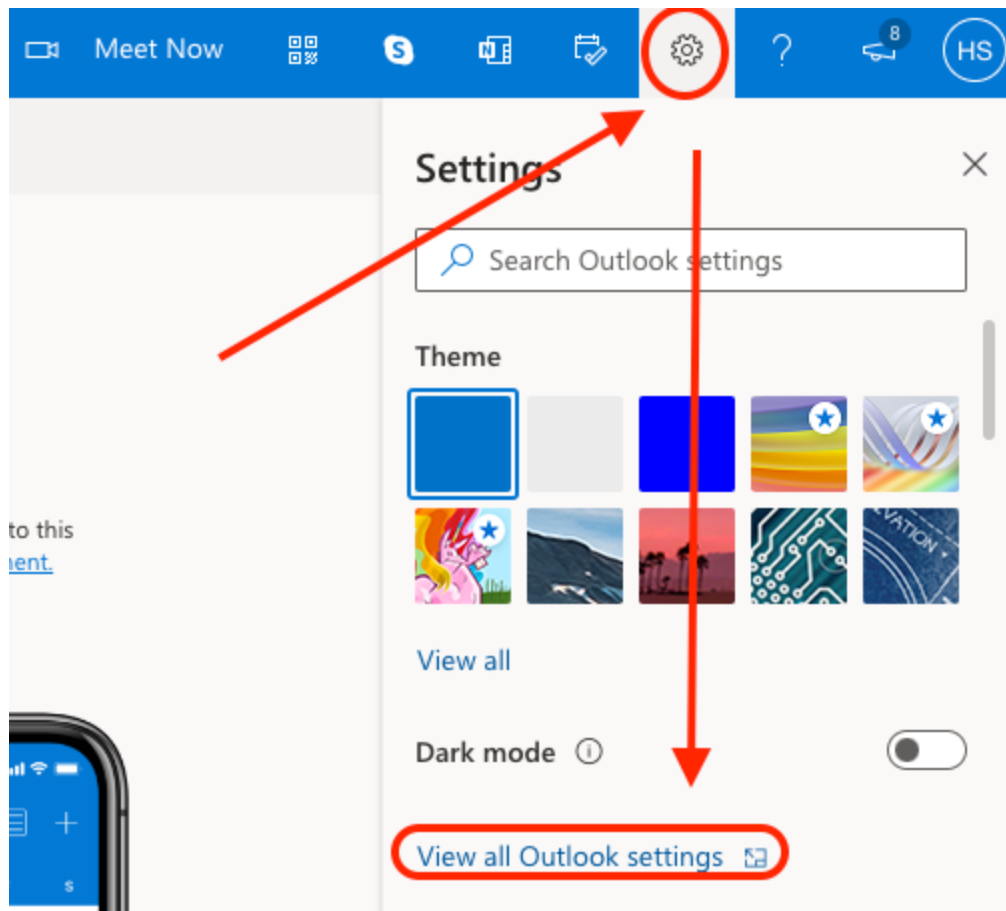 Meet Now
8
HS
Settings
Search Outlook settings
Theme
VATION
to this
View all
Dark mode
s
View all Outlook settings